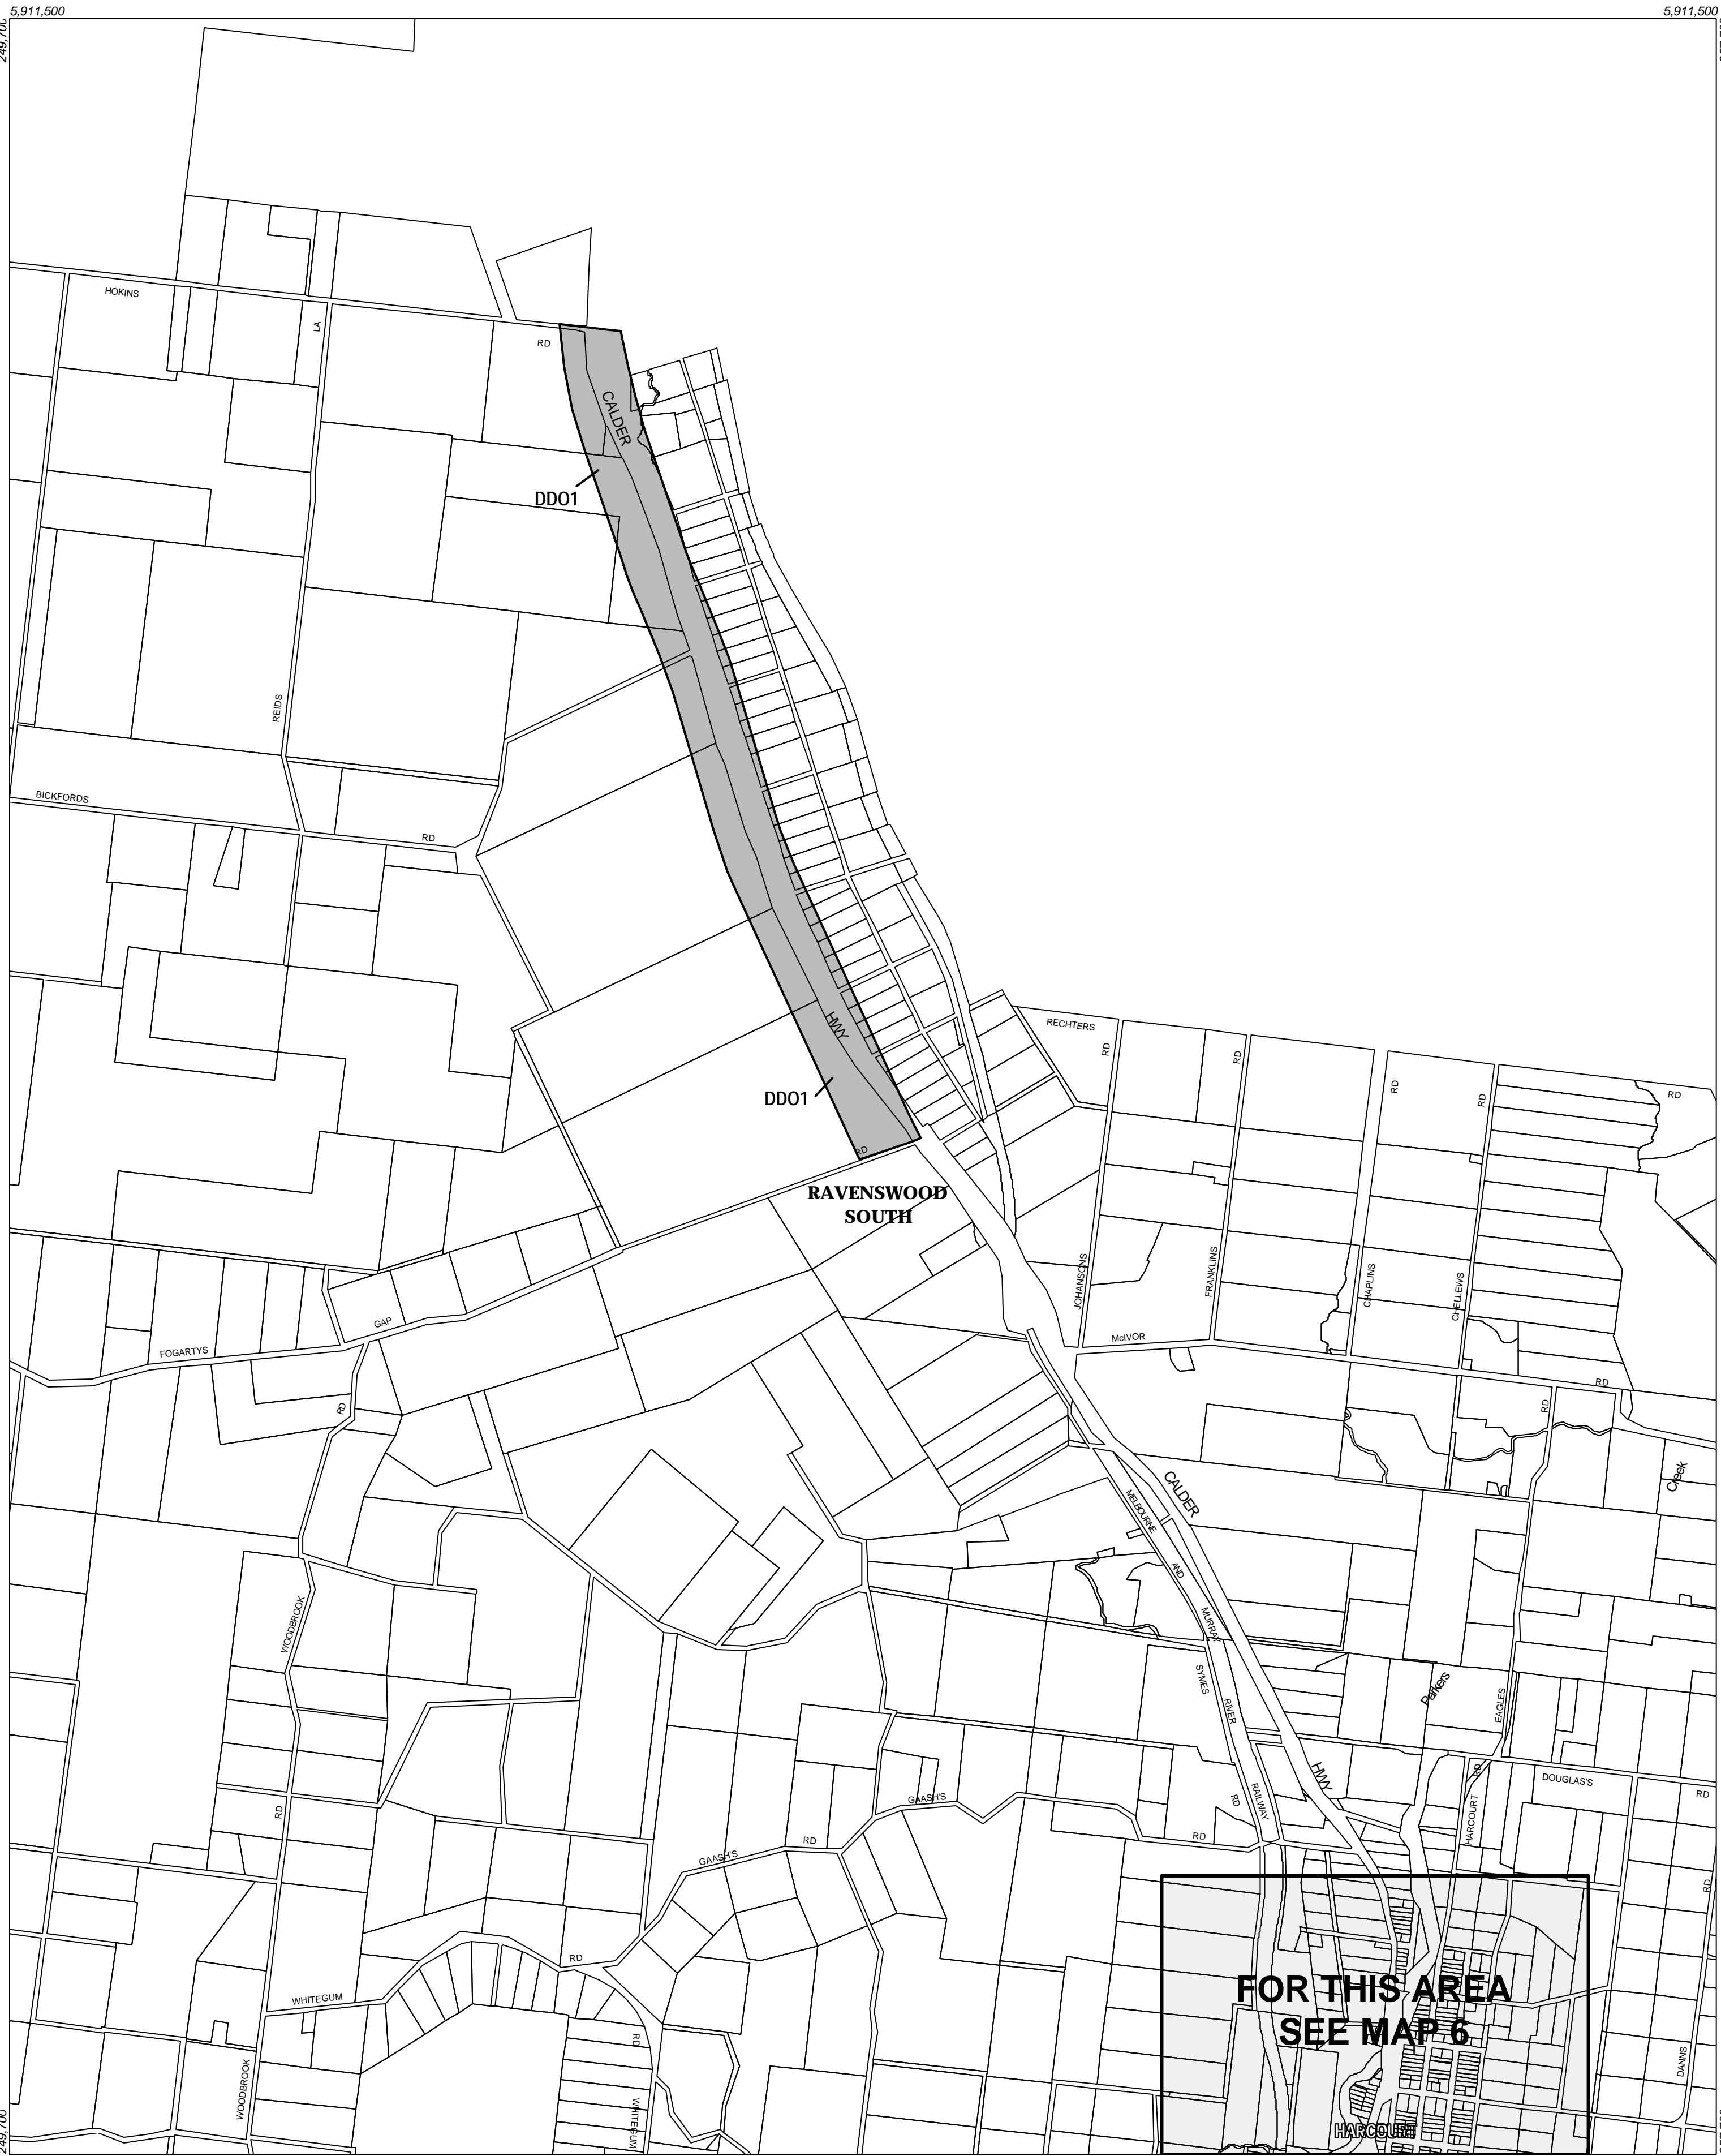 5,911,500
5,911,500
249,700
HOKINS
LA
RD
CALDER
DDO1
REIDS
BICKFORDS
RD
HWY
RECHTERS
RD
RD
RD
RD
RD
DDO1
RD
RAVENSWOOD
SOUTH
JOHANSONS
FRANKLINS
CHAPLINS
CHELLEWS
GAP
McIVOR
FOGARTYS
RD
RD
RD
CALDER
Creek
MELBOURNE
AND
MURRAY
WOODBROOK
SYMES
RIVER
Parkers
EAGLES
HWY
RD
DOUGLAS'S
RD
RD
RAILWAY
RD
HARCOURT
GAASH'S
RD
RD
GAASH'S
RD
RD
WHITEGUM
FOR THIS AREA
SEE MAP 6
RD
WOODBROOK
WHITEGUM
DANNS
HARCOURT
249,700